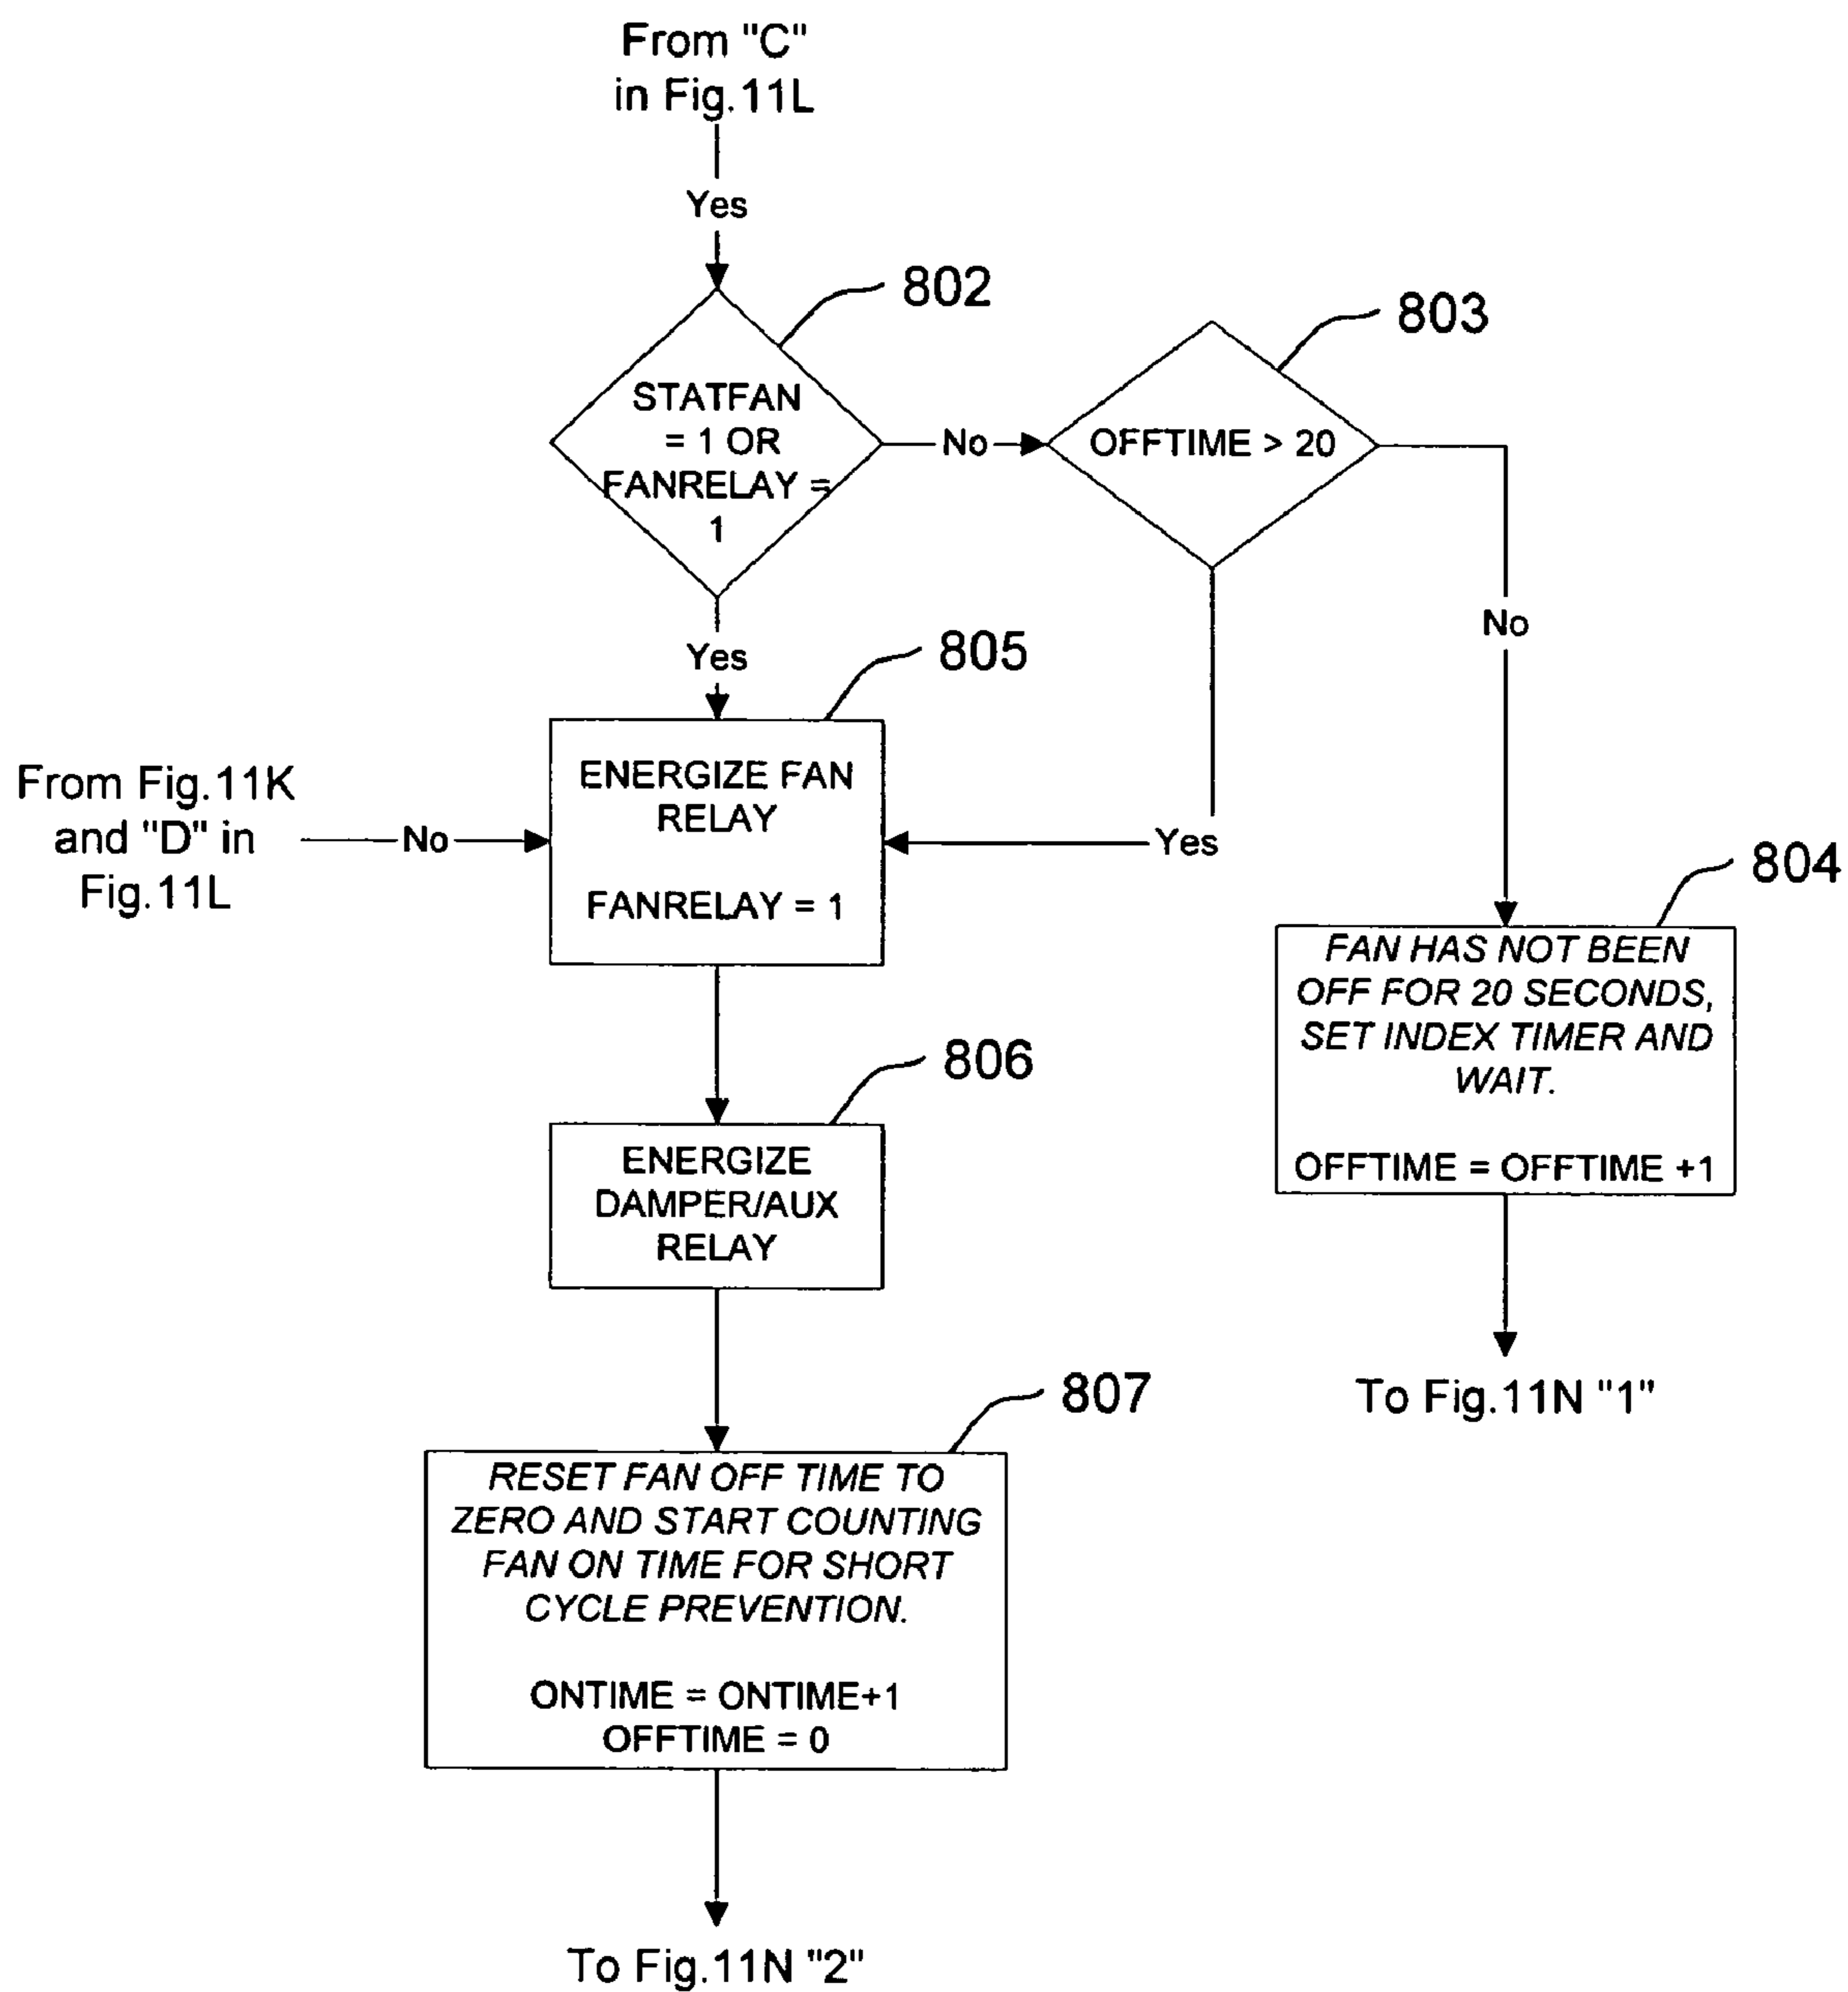 From "C"
in Fig.11L
Yes
802
803
STATFAN
= 1 OR
FANRELAY =
1
No
OFFTIME > 20
No
Yes
805
From Fig.11K
and "D" in
Fig.11L
No
ENERGIZE FAN
RELAY
FANRELAY = 1
Yes
804
FAN HAS NOT BEEN
OFF FOR 20 SECONDS,
SET INDEX TIMER AND
WAIT.
OFFTIME = OFFTIME +1
806
ENERGIZE
DAMPER/AUX
RELAY
To Fig.11N "1"
807
RESET FAN OFF TIME TO
ZERO AND START COUNTING
FAN ON TIME FOR SHORT
CYCLE PREVENTION.
ONTIME = ONTIME+1
OFFTIME = 0
To Fig.11N "2"